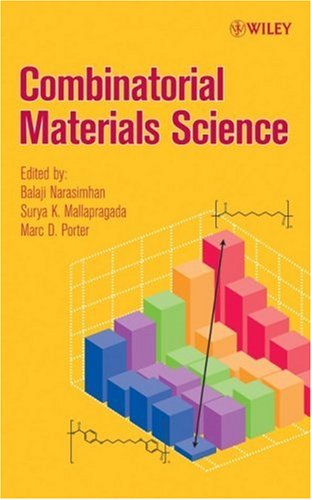 WILEY
Combinatorial
Materials Science
Edited by:
Balaji Narasimhan
Surya K. Mallapragada
Marc D. Porter